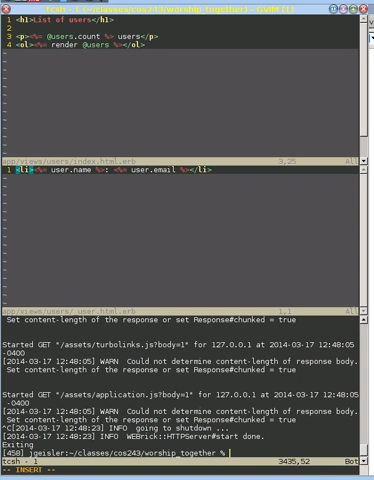 1 <h1>List of users</h1>
2
3 <p><%= @users.count %> users</p>
4 <ol><%= render @users %></ol>
app/views/users/index.html.erb 3,25 All
1 <li><%= user.name %>: <%= user.email %></li>
app/views/users/_user.html.erb 1,1 All
Set content-length of the response or set Response#chunked = true
Started GET "/assets/turbolinks.js?body=1" for 127.0.0.1 at 2014-03-17 12:48:05
-0400
[2014-03-17 12:48:05] WARN Could not determine content-length of response body.
Set content-length of the response or set Response#chunked = true
Started GET "/assets/application.js?body=1" for 127.0.0.1 at 2014-03-17 12:48:05
-0400
[2014-03-17 12:48:05] WARN Could not determine content-length of response body.
Set content-length of the response or set Response#chunked = true
^C[2014-03-17 12:48:23] INFO going to shutdown ...
[2014-03-17 12:48:23] INFO WEBrick::HTTPServer#start done.
Exiting
[458] jgeisler:~/classes/cos243/worship_together %
tcsh - 1 3435,52 Bot
-- INSERT --